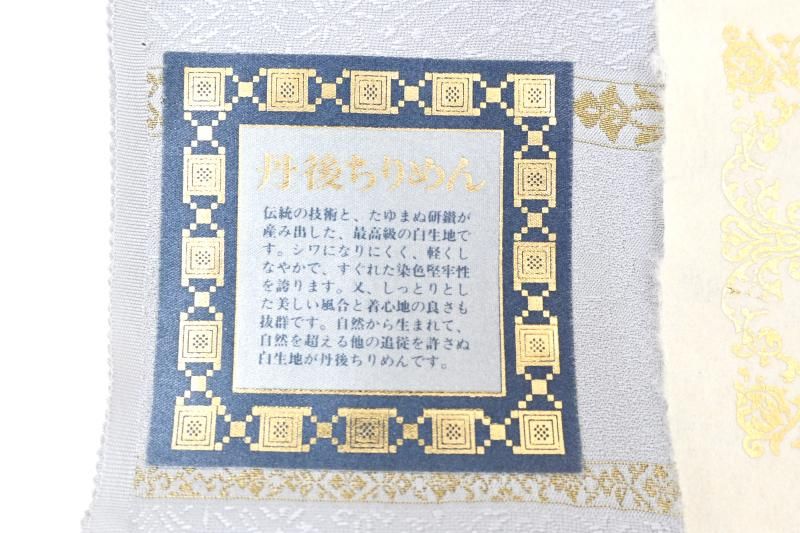 丹後ちりめん
伝統の技術と、たゆまぬ研鑽が
産み出した、最高級の白生地で
す。シワになりにくく、軽くし
なやかで、すぐれた染色堅牢性
を誇ります。又、しっとりとし
た美しい風合と着心地の良さも
抜群です。自然から生まれて、
自然を超える他の追従を許さぬ
白生地が丹後ちりめんです。